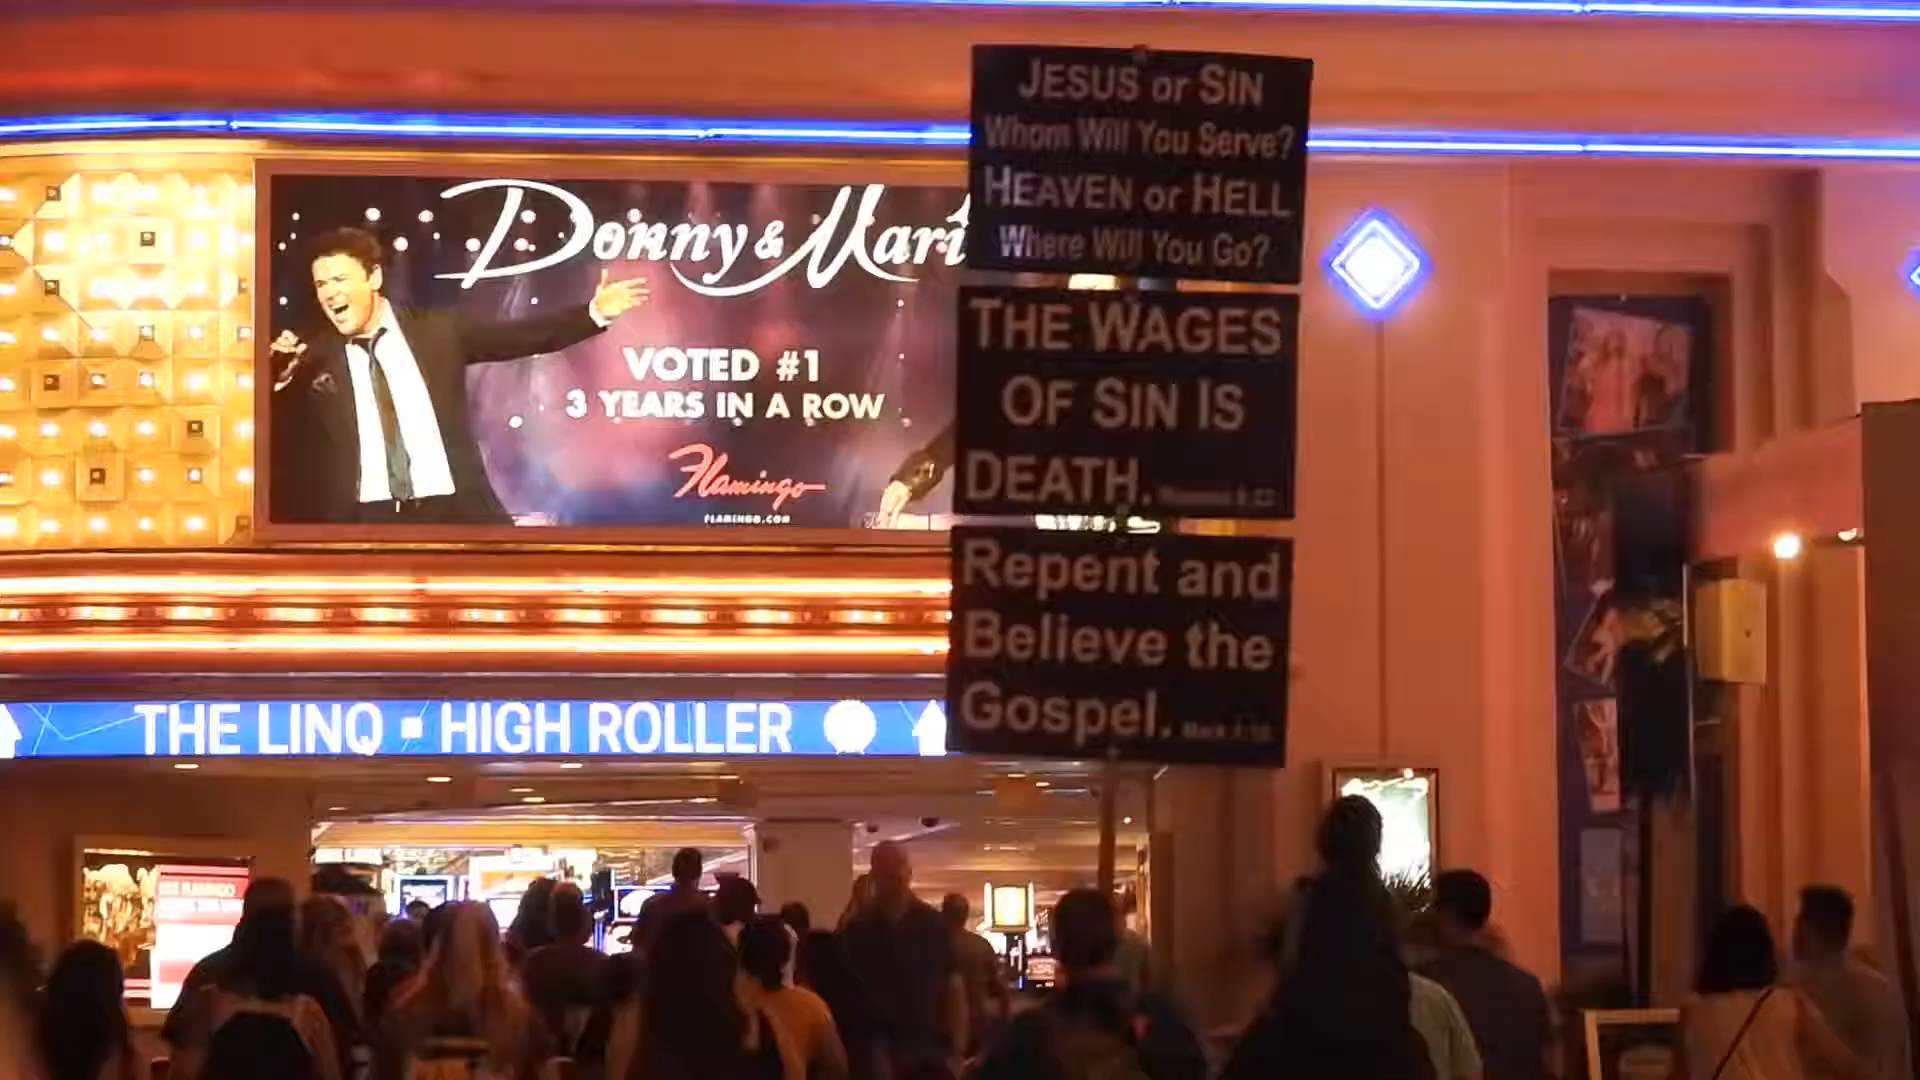 Donny & Mari
VOTED #1
3 YEARS IN A ROW
Flamingo
FLAMINGO.COM
THE LINQ ▪ HIGH ROLLER
JESUS or SIN
Whom Will You Serve?
HEAVEN or HELL
Where Will You Go?
THE WAGES
OF SIN IS
DEATH.
Repent and
Believe the
Gospel.